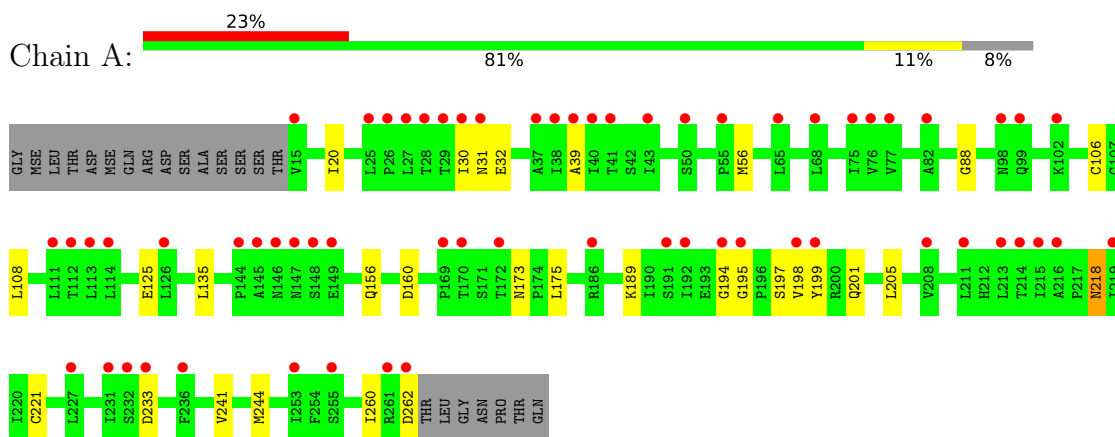 23%
Chain A:
81% 11% 8%
GLY MSE LEU THR ASP MSE GLN ARG ASP SER ALA SER SER SER THR V15 I20 L25 P26 L27 T28 T29 I30 N31 E32 A37 I38 A39 I40 T41 S42 I43 S50 P55 M56 L65 L68 I75 V76 V77 A82 G88 N98 Q99 K102 C106 G107
L108 L111 T112 L113 L114 E125 L126 L135 P144 A145 N146 N147 S148 E149 Q156 D160 P169 T170 S171 T172 N173 P174 L175 R186 K189 I190 S191 I192 E193 G194 G195 P196 S197 V198 Y199 R200 Q201 L205 V208 L211 H212 L213 T214 I215 A216 P217 N218 I219
I220 C221 L227 I231 S232 D233 F236 V241 M244 I253 F254 S255 I260 R261 D262 THR LEU GLY ASN PRO THR GLN